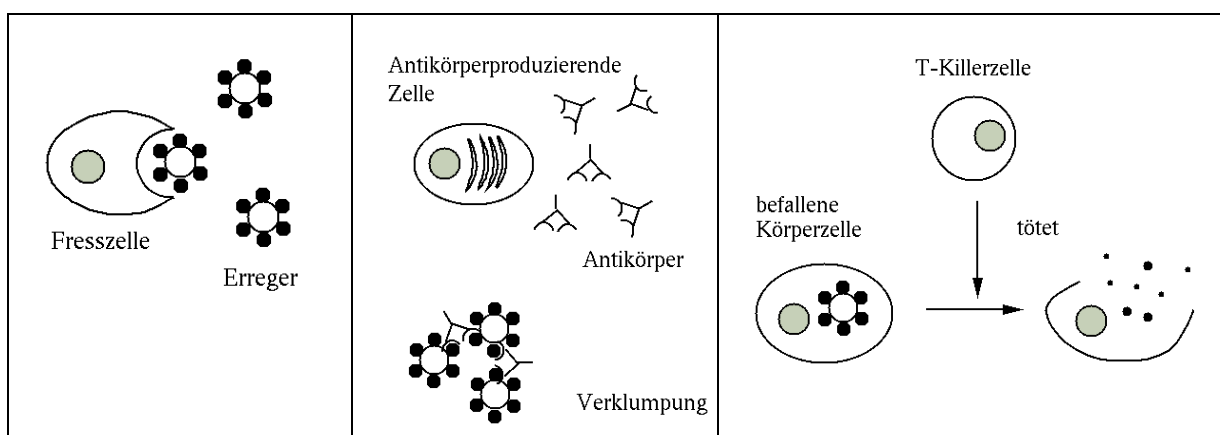 Fresszelle
Erreger
Antikörperproduzierende
Zelle
Antikörper
Verklumpung
T-Killerzelle
befallene
Körperzelle
tötet